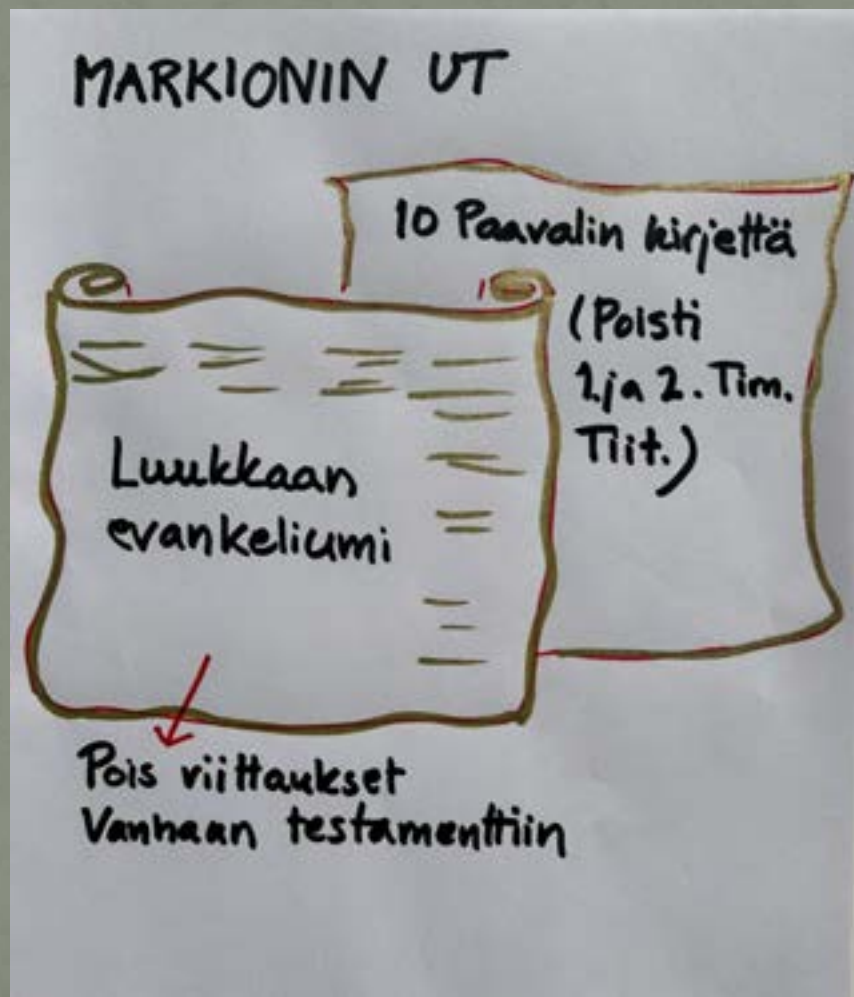 MARKIONIN UT
10 Paavalin kirjettä
(Poisti
1. ja 2. Tim.
Tiit.)
Luukkaan
evankeliumi
Pois viittaukset
Vanhaan testamenttiin